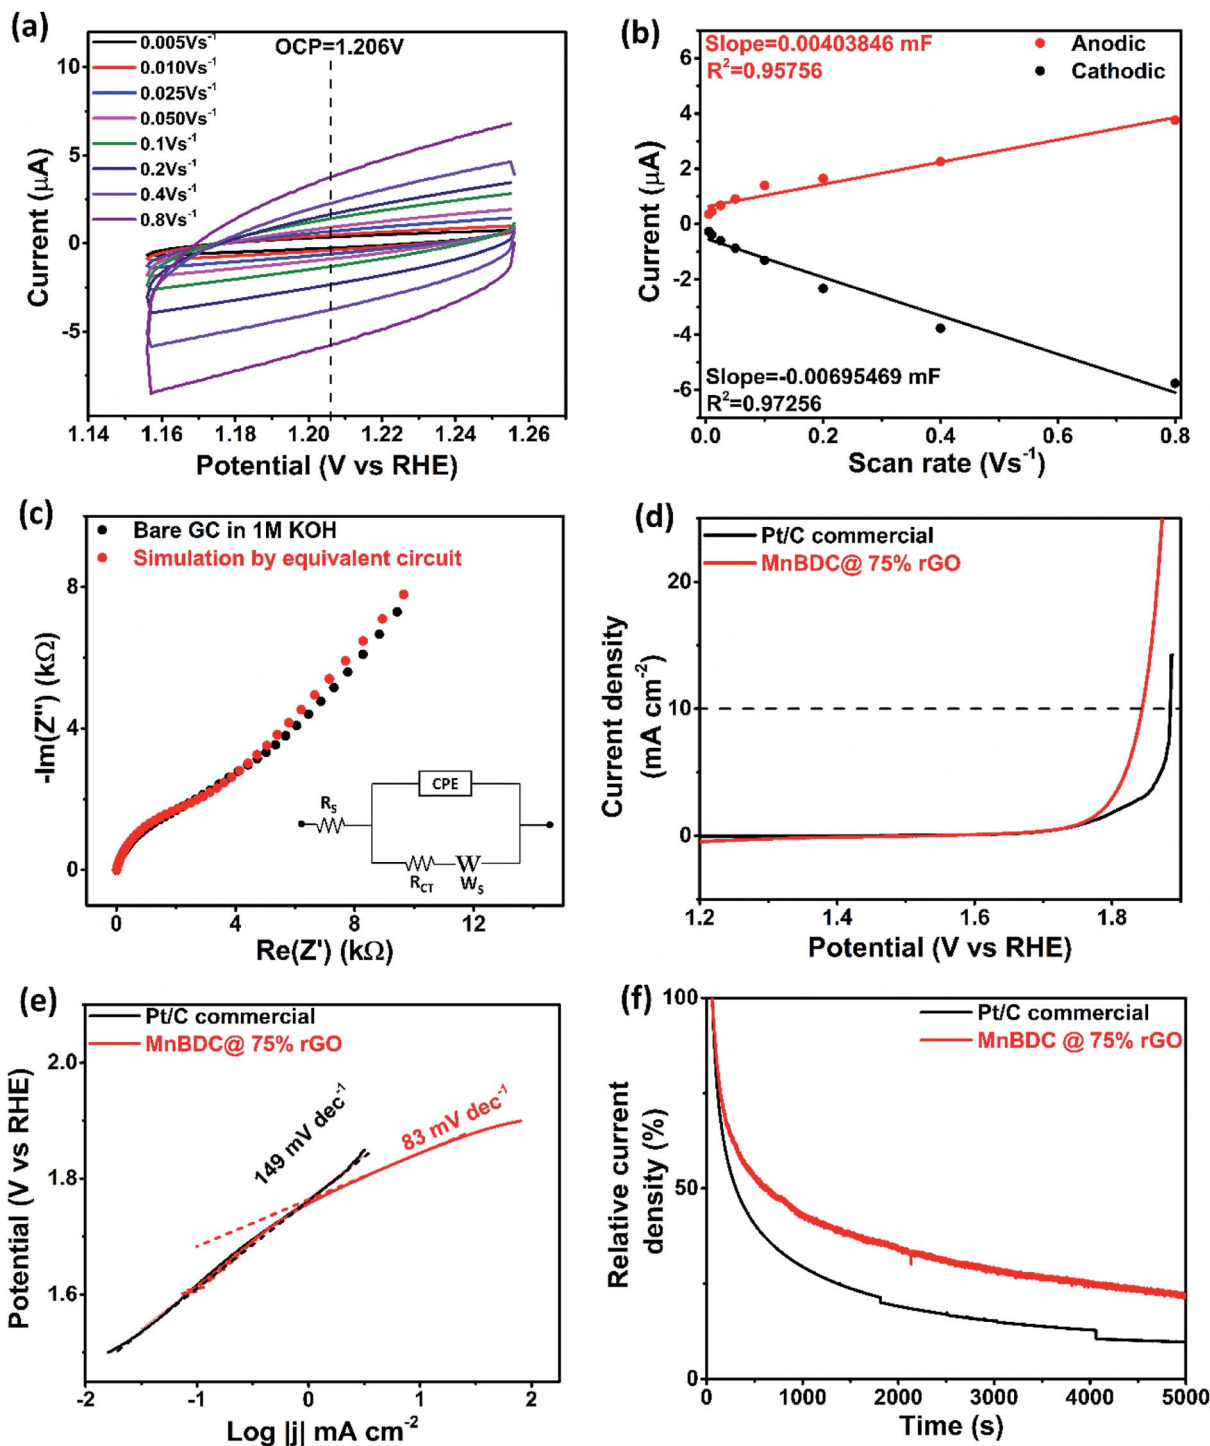 (a)
0.005Vs-1
0.010Vs-1
0.025Vs-1
0.050Vs-1
0.1Vs-1
0.2Vs-1
0.4Vs-1
0.8Vs-1
OCP=1.206V
10
5
0
-5
Current (μA)
1.14 1.16 1.18 1.20 1.22 1.24 1.26
Potential (V vs RHE)
(b)
Slope=0.00403846 mF
R2=0.95756
Anodic
Cathodic
6
4
2
0
-2
-4
-6
Current (μA)
Slope=-0.00695469 mF
R2=0.97256
0.0 0.2 0.4 0.6 0.8
Scan rate (Vs-1)
(c)
Bare GC in 1M KOH
Simulation by equivalent circuit
8
4
0
-Im(Z'') (kΩ)
CPE
RS
RCT
W
WS
0 4 8 12
Re(Z') (kΩ)
(d)
Pt/C commercial
MnBDC@ 75% rGO
20
10
0
Current density
(mA cm-2)
1.2 1.4 1.6 1.8
Potential (V vs RHE)
(e)
Pt/C commercial
MnBDC@ 75% rGO
2.0
1.8
1.6
Potential (V vs RHE)
149 mV dec-1
83 mV dec-1
-2 -1 0 1 2
Log |j| mA cm-2
(f)
Pt/C commercial
MnBDC @ 75% rGO
100
50
0
Relative current
density (%)
0 1000 2000 3000 4000 5000
Time (s)